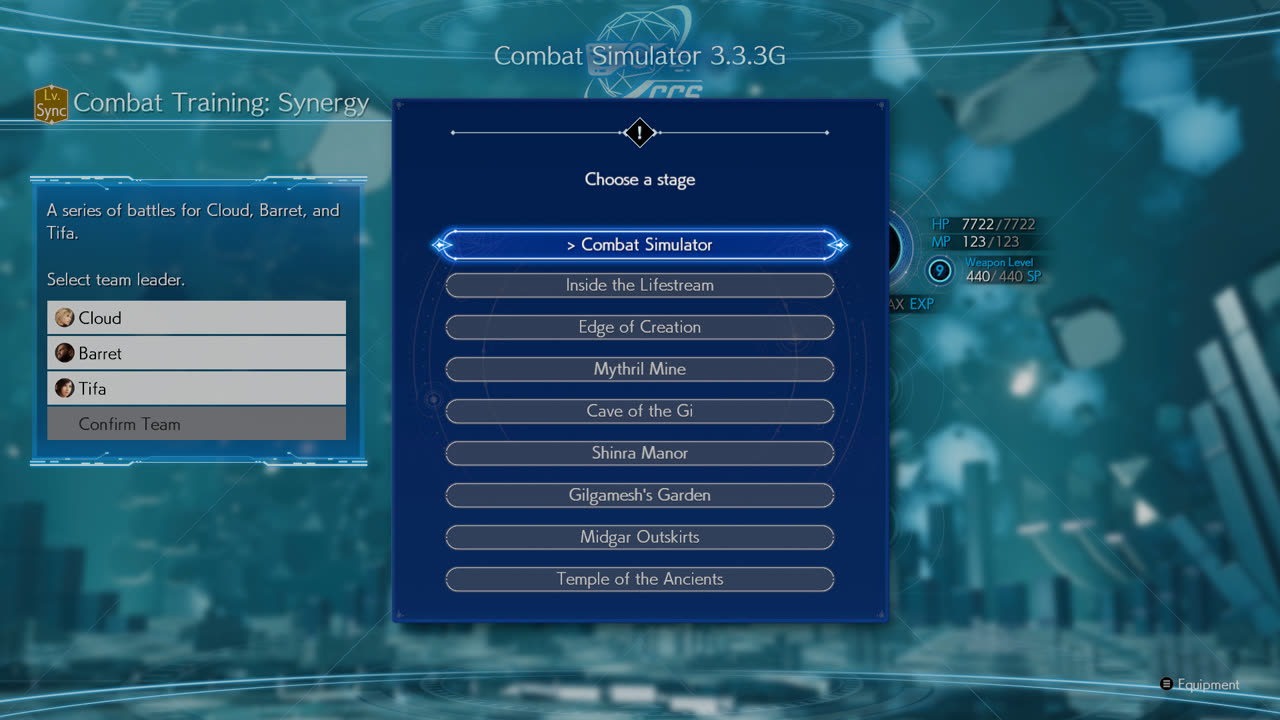 Combat Simulator 3.3.3G
Lv.
Sync
Combat Training: Synergy
A series of battles for Cloud, Barret, and
Tifa.
Select team leader.
Cloud
Barret
Tifa
Confirm Team
!
Choose a stage
> Combat Simulator
Inside the Lifestream
Edge of Creation
Mythril Mine
Cave of the Gi
Shinra Manor
Gilgamesh's Garden
Midgar Outskirts
Temple of the Ancients
HP 7722/7722
MP 123/123
Weapon Level
9 440/440 SP
AX EXP
Equipment